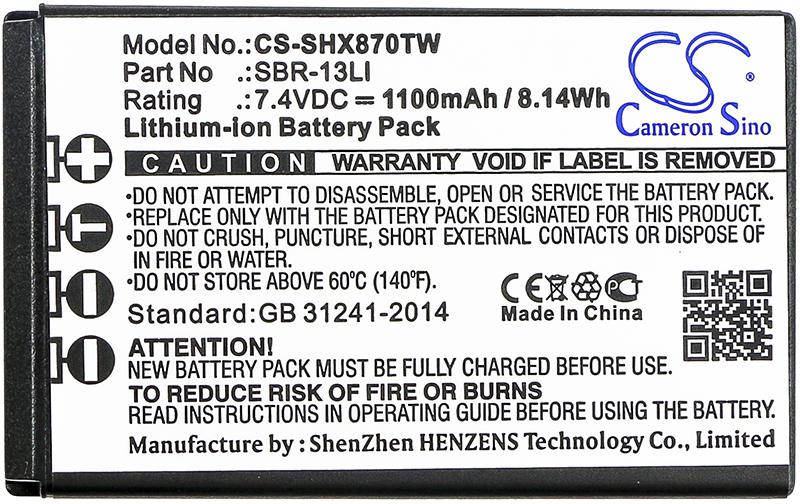 Model No.:CS-SHX870TW
Part No :SBR-13LI
Rating :7.4VDC ⎓ 1100mAh / 8.14Wh
Lithium-ion Battery Pack
CS
Cameron Sino
CAUTION WARRANTY VOID IF LABEL IS REMOVED
•DO NOT ATTEMPT TO DISASSEMBLE, OPEN OR SERVICE THE BATTERY PACK.
•REPLACE ONLY WITH THE BATTERY PACK DESIGNATED FOR THIS PRODUCT.
•DO NOT CRUSH, PUNCTURE, SHORT EXTERNAL CONTACTS OR DISPOSE OF
IN FIRE OR WATER.
•DO NOT STORE ABOVE 60°C (140°F).
Standard:GB 31241-2014
CE
Made In China
ATTENTION!
NEW BATTERY PACK MUST BE FULLY CHARGED BEFORE FIRST USE.
TO REDUCE RISK OF FIRE OR BURNS
READ INSTRUCTIONS IN OPERATING GUIDE BEFORE USING THE BATTERY.
Manufacture by : ShenZhen HENZENS Technology Co., Limited